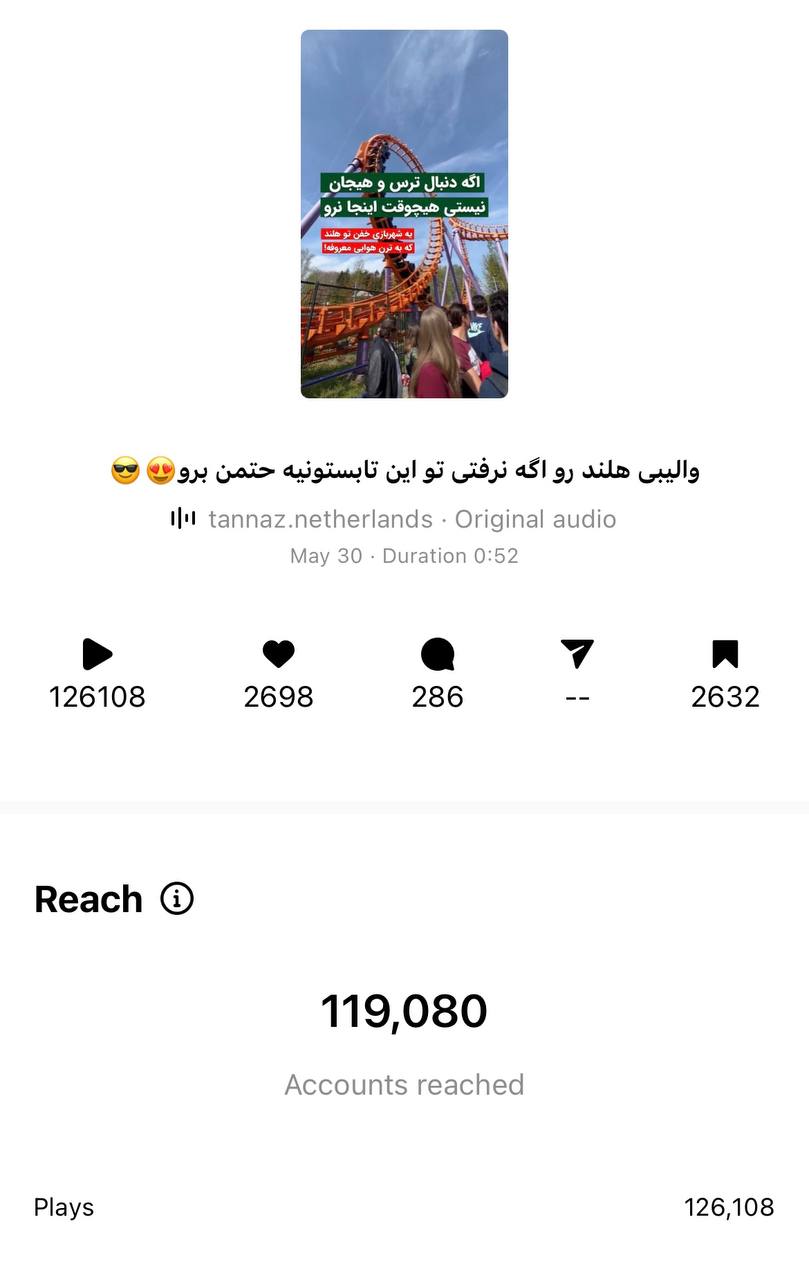 اگه دنبال ترس و هیجان
نیستی هیچوقت اینجا نرو
یه شهربازی خفن تو هلند
که به ترن هوایی معروفه!
والیبی هلند رو اگه نرفتی تو این تابستونیه حتمن برو😍😎
tannaz.netherlands · Original audio
May 30 · Duration 0:52
126108 2698 286 -- 2632
Reach
119,080
Accounts reached
Plays 126,108